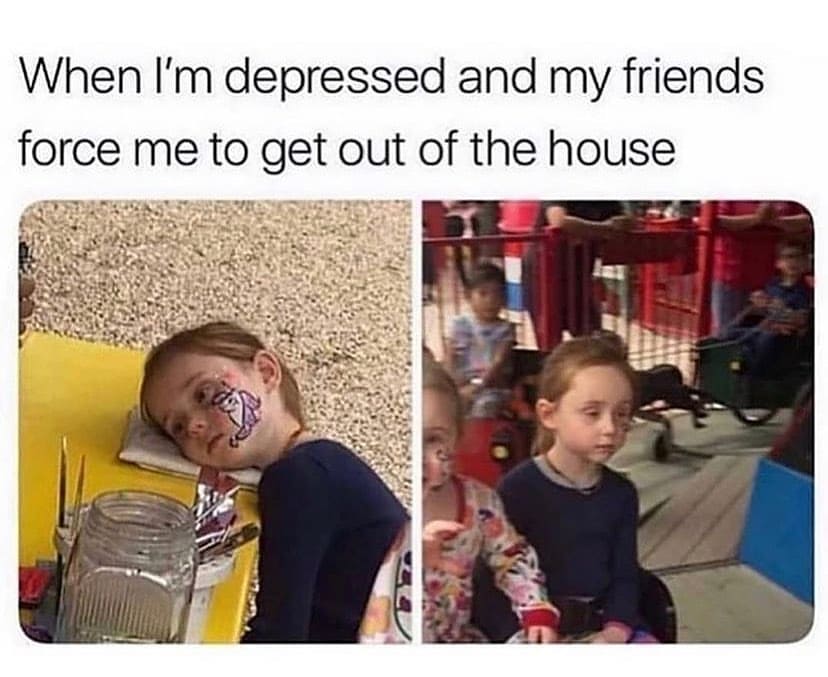 When I'm depressed and my friends
force me to get out of the house